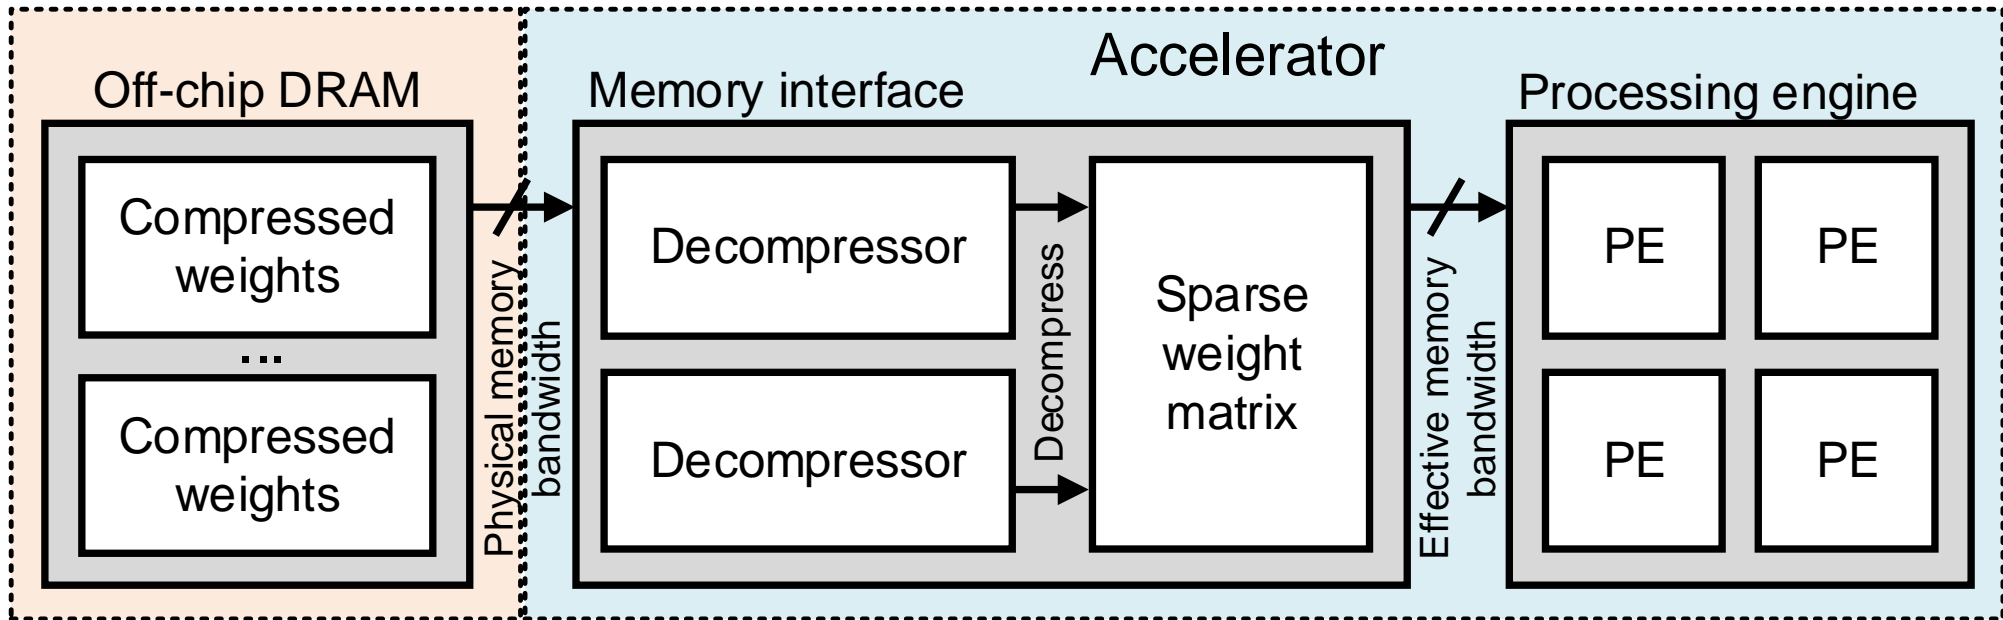 Accelerator
Off-chip DRAM
Memory interface
Processing engine
Compressed
weights
...
Compressed
weights
Physical memory
bandwidth
Decompressor
Decompressor
Decompress
Sparse
weight
matrix
Effective memory
bandwidth
PE
PE
PE
PE